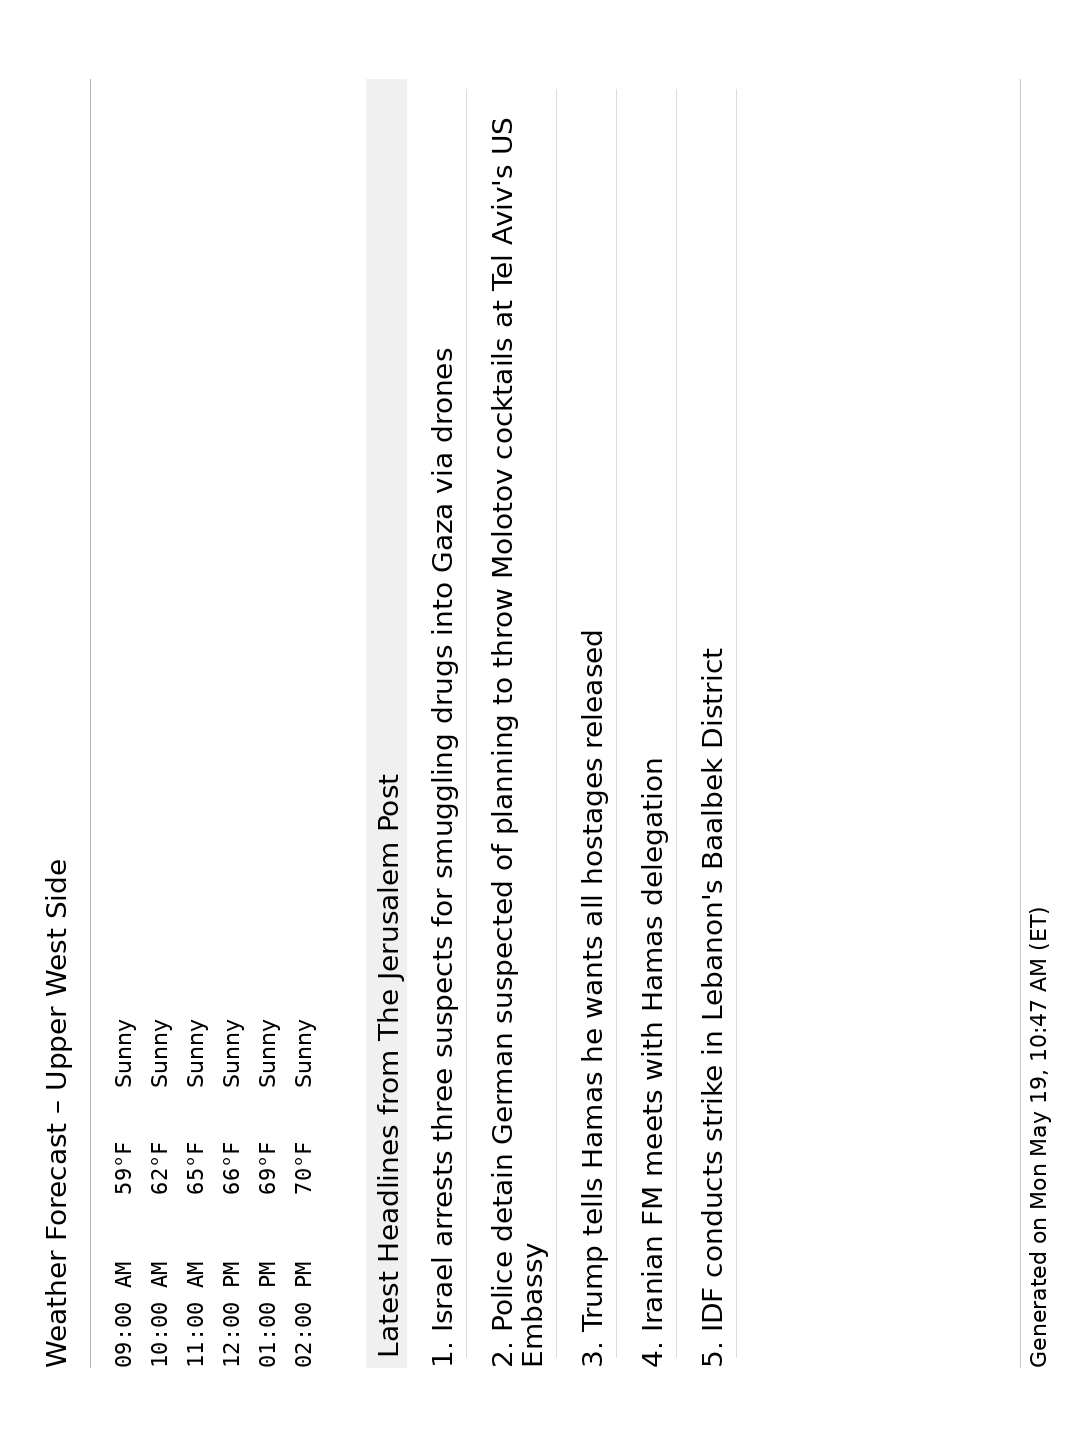 Weather Forecast – Upper West Side
09:00 AM 59°F Sunny
10:00 AM 62°F Sunny
11:00 AM 65°F Sunny
12:00 PM 66°F Sunny
01:00 PM 69°F Sunny
02:00 PM 70°F Sunny
Latest Headlines from The Jerusalem Post
1. Israel arrests three suspects for smuggling drugs into Gaza via drones
2. Police detain German suspected of planning to throw Molotov cocktails at Tel Aviv's US
Embassy
3. Trump tells Hamas he wants all hostages released
4. Iranian FM meets with Hamas delegation
5. IDF conducts strike in Lebanon's Baalbek District
Generated on Mon May 19, 10:47 AM (ET)